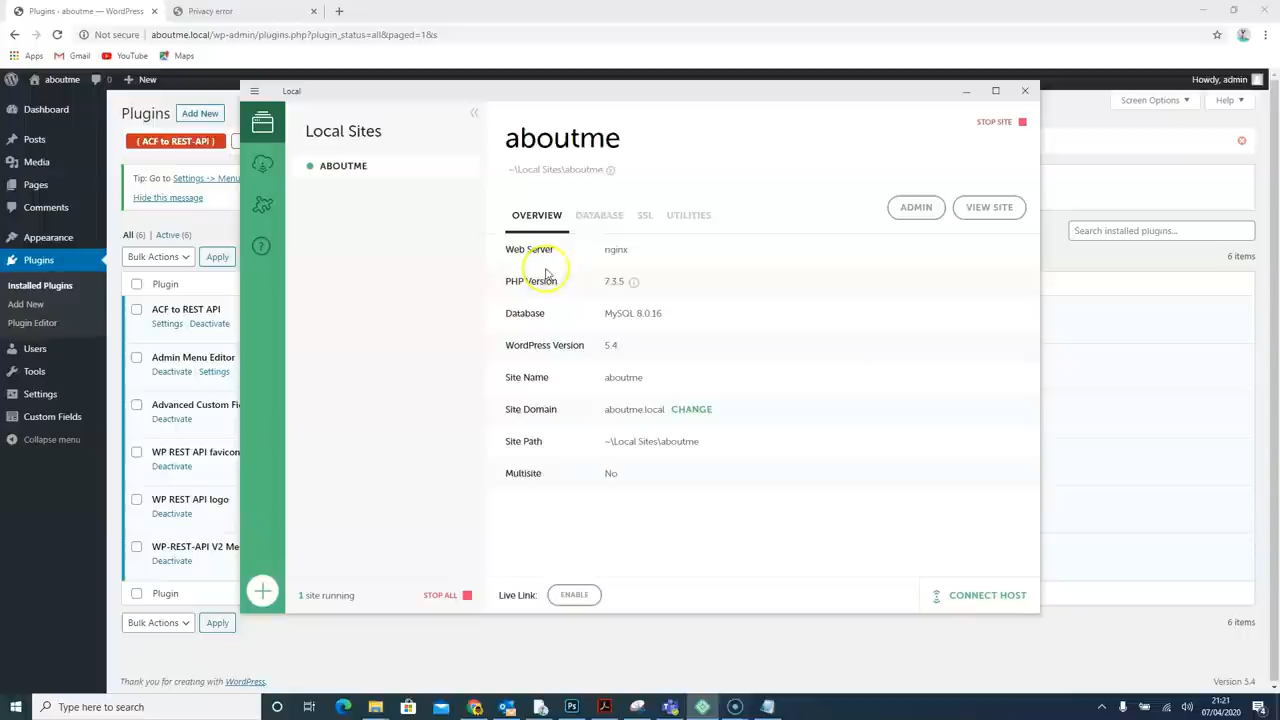 Plugins - aboutme — WordPress
Privacy error
aboutme.local/wp-admin/plugins.php?plugin_status=all&paged=1&s
Apps
Gmail
YouTube
Maps
aboutme
0
+ New
Howdy, admin
Dashboard
Posts
Media
Pages
Comments
Appearance
Plugins
Installed Plugins
Add New
Plugin Editor
Users
Tools
Settings
Custom Fields
Collapse menu
Plugins
Add New
Screen Options
Help
( ACF to REST-API )
Tip: Go to Settings -> Menu
Hide this message
All (6) | Active (6)
Search installed plugins...
Bulk Actions
Apply
6 items
Plugin
ACF to REST API
Settings | Deactivate
Admin Menu Editor
Deactivate | Settings
Advanced Custom Fi
Deactivate
WP REST API favicon
Deactivate
WP REST API logo
Deactivate
WP-REST-API V2 Me
Deactivate
Plugin
Bulk Actions
Apply
6 items
Thank you for creating with WordPress.
Version 5.4
Local
Local Sites
ABOUTME
1 site running
STOP ALL
aboutme
~\Local Sites\aboutme
STOP SITE
OVERVIEW
DATABASE
SSL
UTILITIES
ADMIN
VIEW SITE
Web Server nginx
PHP Version 7.3.5
Database MySQL 8.0.16
WordPress Version 5.4
Site Name aboutme
Site Domain aboutme.local CHANGE
Site Path ~\Local Sites\aboutme
Multisite No
Live Link: ENABLE
CONNECT HOST
Type here to search
21:21
07/04/2020